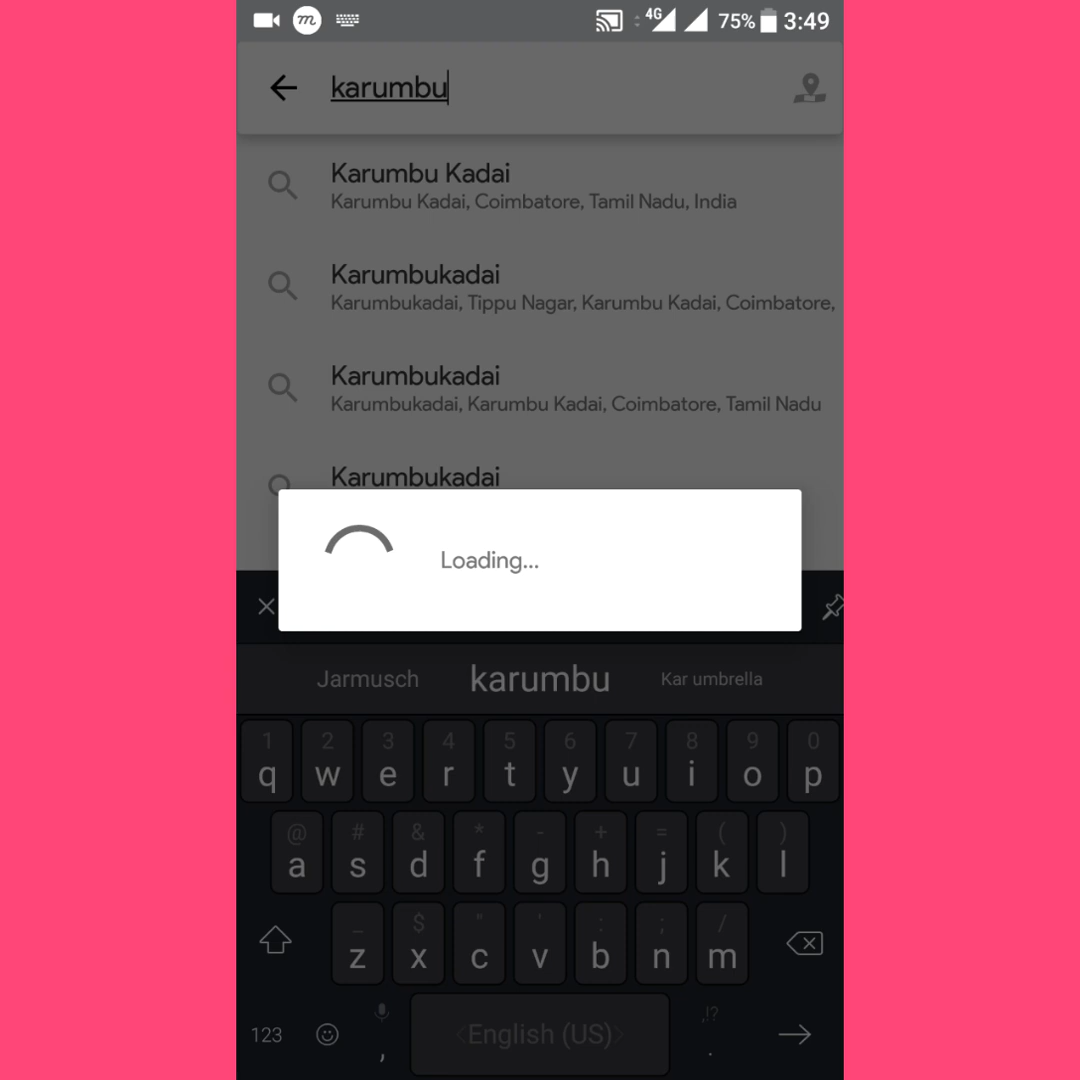 m 4G 75% 3:49
karumbu
Karumbu Kadai
Karumbu Kadai, Coimbatore, Tamil Nadu, India
Karumbukadai
Karumbukadai, Tippu Nagar, Karumbu Kadai, Coimbatore,
Karumbukadai
Karumbukadai, Karumbu Kadai, Coimbatore, Tamil Nadu
Karumbukadai
Loading...
Jarmusch karumbu Kar umbrella
1 2 3 4 5 6 7 8 9 0
q w e r t y u i o p
@ # & * - + = ( )
a s d f g h j k l
_ $ " ' : ; /
z x c v b n m
123 , English (US) ,!? .